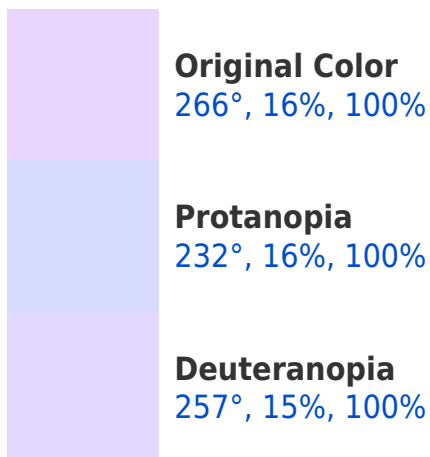 Original Color
266°, 16%, 100%
Protanopia
232°, 16%, 100%
Deuteranopia
257°, 15%, 100%